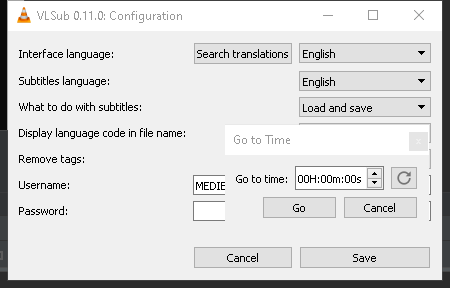 VLSub 0.11.0: Configuration
Interface language: Search translations English
Subtitles language: English
What to do with subtitles: Load and save
Display language code in file name:
Go to Time
Remove tags:
Go to time: 00H:00m:00s
Username: MEDIE
Password:
Go Cancel
Cancel Save